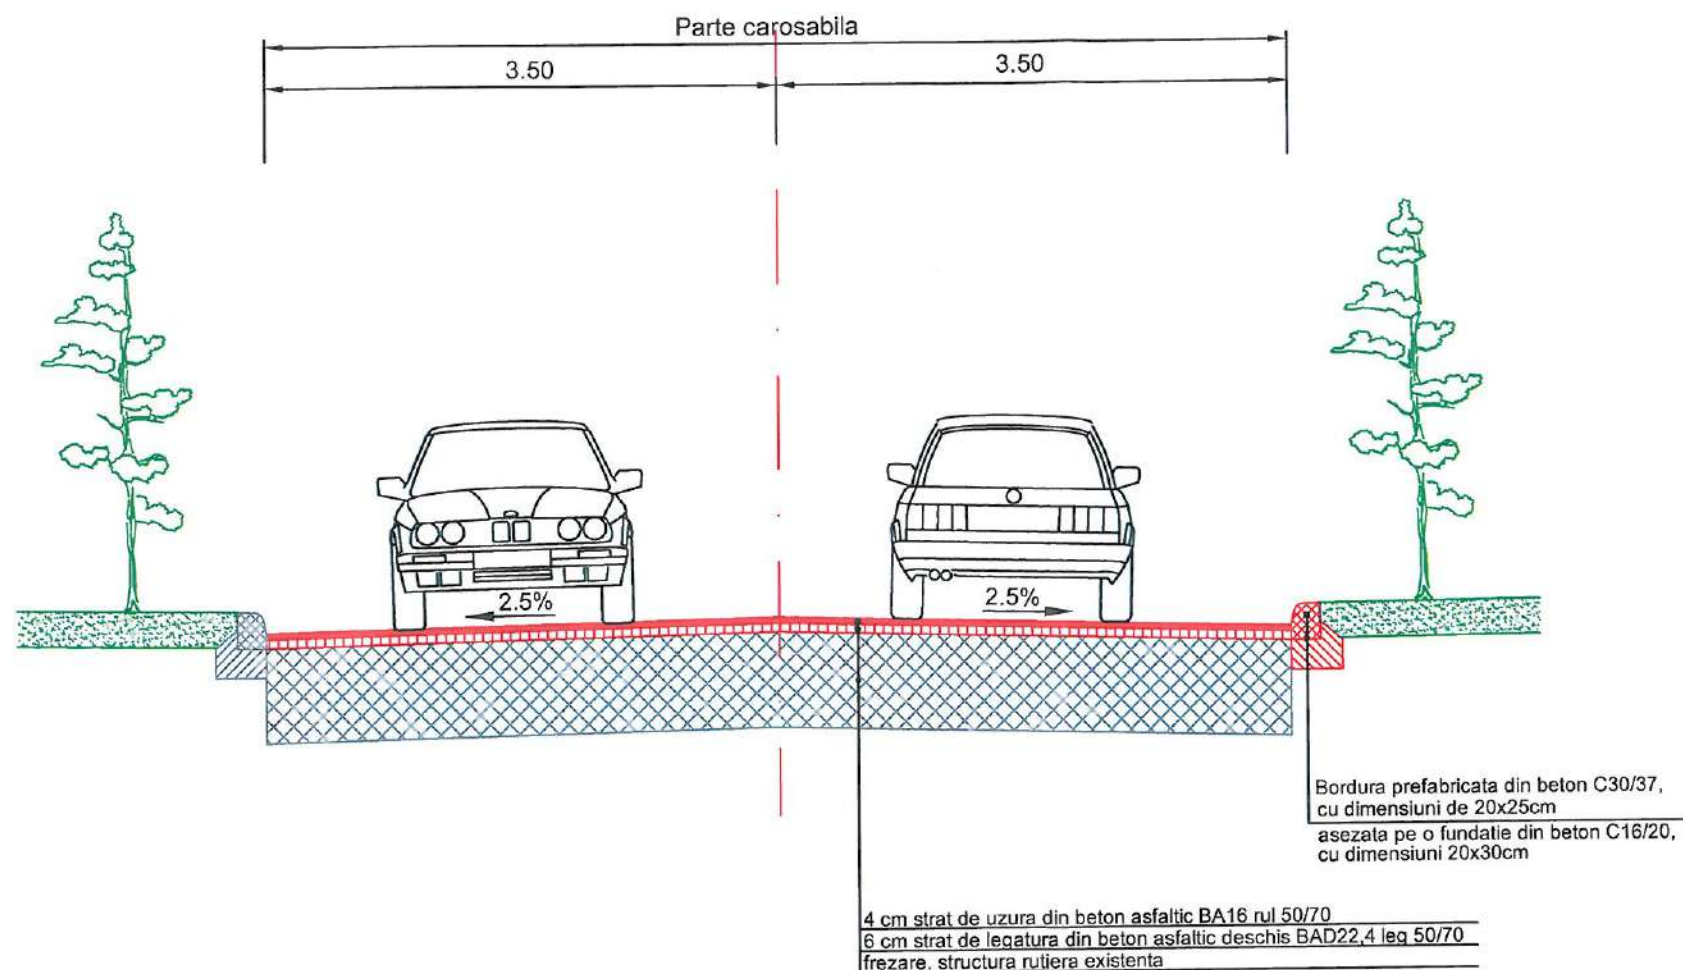 Parte carosabila
3.50
3.50
2.5%
2.5%
Bordura prefabricata din beton C30/37,
cu dimensiuni de 20x25cm
asezata pe o fundatie din beton C16/20,
cu dimensiuni 20x30cm
4 cm strat de uzura din beton asfaltic BA16 rul 50/70
6 cm strat de legatura din beton asfaltic deschis BAD22,4 leg 50/70
frezare, structura rutiera existenta